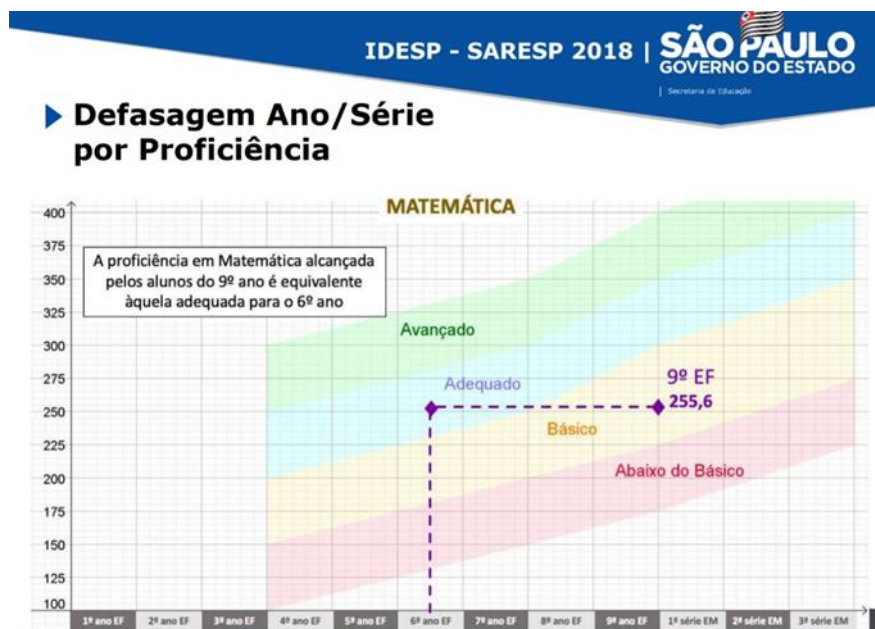 IDESP - SARESP 2018 |
SÃO PAULO
GOVERNO DO ESTADO
| Secretaria de Educação
Defasagem Ano/Série
por Proficiência
MATEMÁTICA
400
375
350
325
300
275
250
225
200
175
150
125
100
A proficiência em Matemática alcançada
pelos alunos do 9º ano é equivalente
àquela adequada para o 6º ano
Avançado
Adequado
9º EF
255,6
Básico
Abaixo do Básico
1º ano EF 2º ano EF 3º ano EF 4º ano EF 5º ano EF 6º ano EF 7º ano EF 8º ano EF 9º ano EF 1ª série EM 2ª série EM 3ª série EM